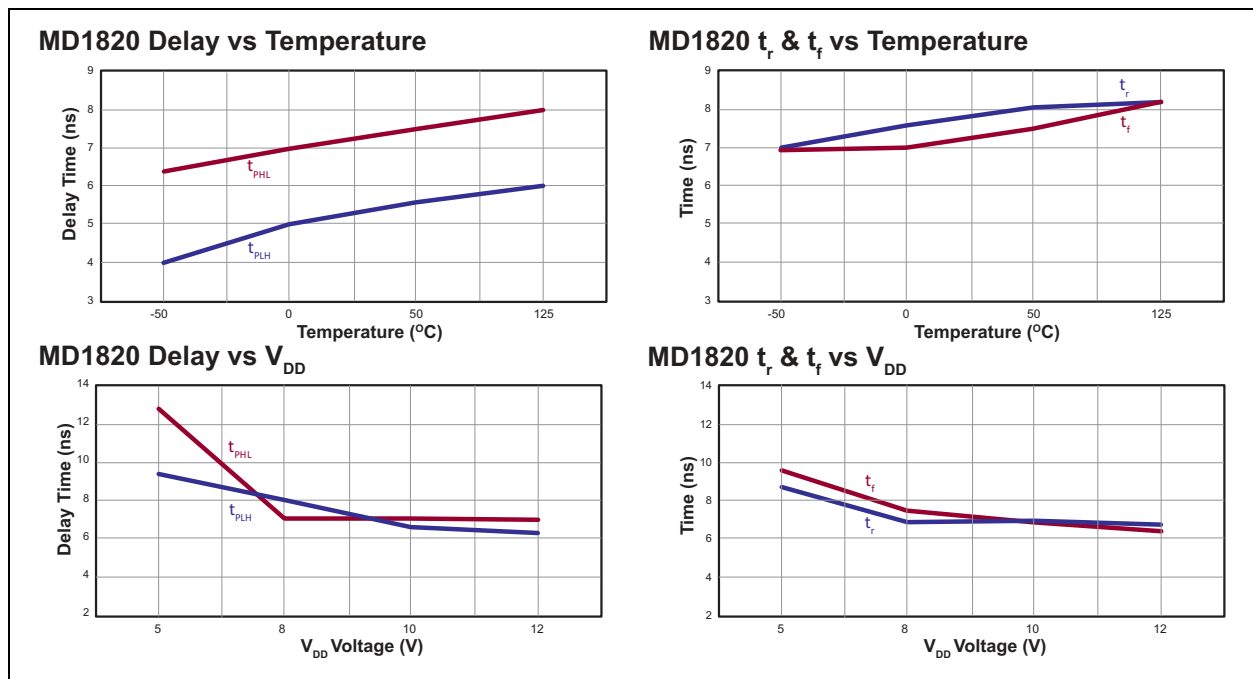 MD1820 Delay vs Temperature
9
8
7
6
5
4
3
Delay Time (ns)
tPHL
tPLH
-50
0
50
125
Temperature (OC)
MD1820 tr & tf vs Temperature
9
8
7
6
5
4
3
Time (ns)
tr
tf
-50
0
50
125
Temperature (OC)
MD1820 Delay vs VDD
14
12
10
8
6
4
2
Delay Time (ns)
tPHL
tPLH
5
8
10
12
VDD Voltage (V)
MD1820 tr & tf vs VDD
14
12
10
8
6
4
2
Time (ns)
tf
tr
5
8
10
12
VDD Voltage (V)